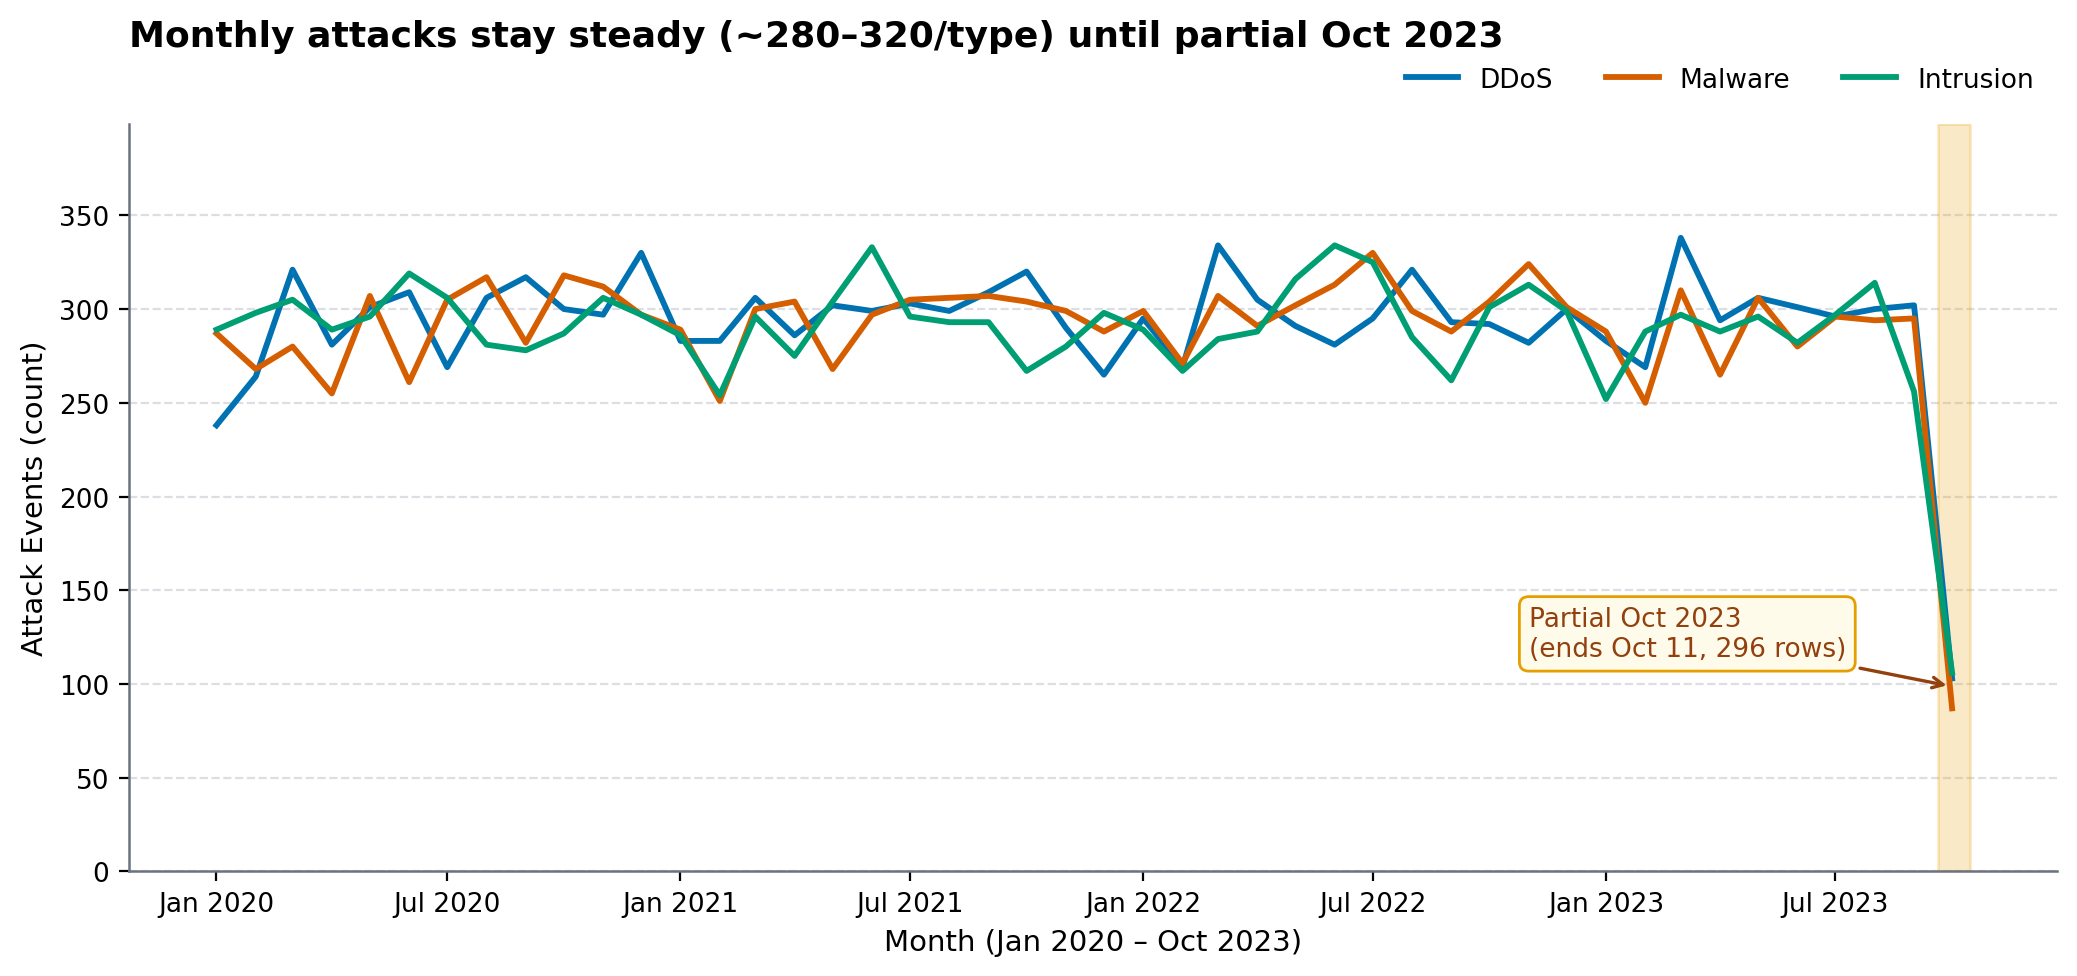 Monthly attacks stay steady (~280–320/type) until partial Oct 2023
DDoS Malware Intrusion
Attack Events (count)
350
300
250
200
150
100
50
0
Partial Oct 2023
(ends Oct 11, 296 rows)
Jan 2020 Jul 2020 Jan 2021 Jul 2021 Jan 2022 Jul 2022 Jan 2023 Jul 2023
Month (Jan 2020 – Oct 2023)